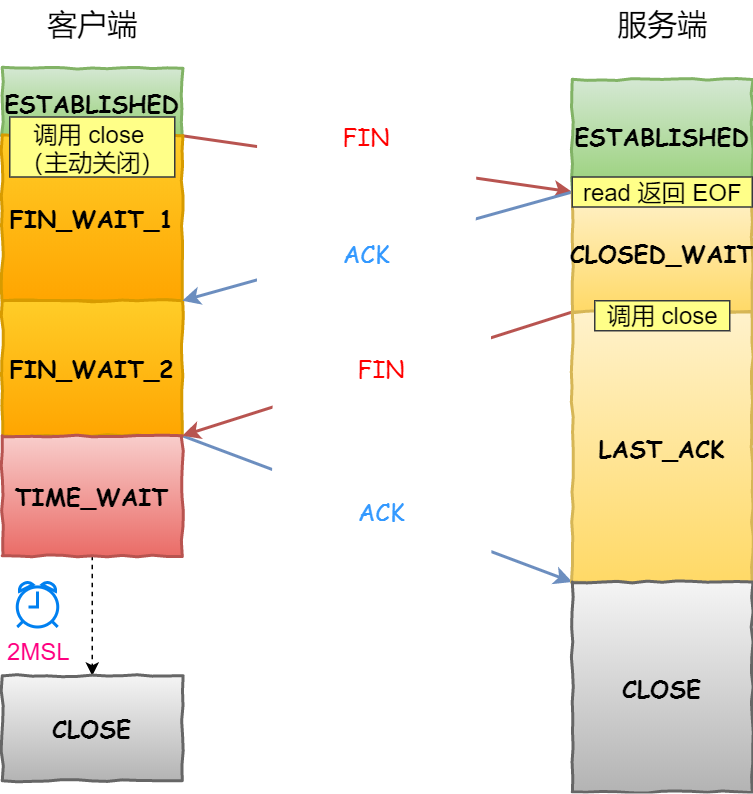 客户端
服务端
ESTABLISHED
调用 close
（主动关闭）
FIN
ESTABLISHED
read 返回 EOF
FIN_WAIT_1
ACK
CLOSED_WAIT
调用 close
FIN_WAIT_2
FIN
LAST_ACK
TIME_WAIT
ACK
2MSL
CLOSE
CLOSE